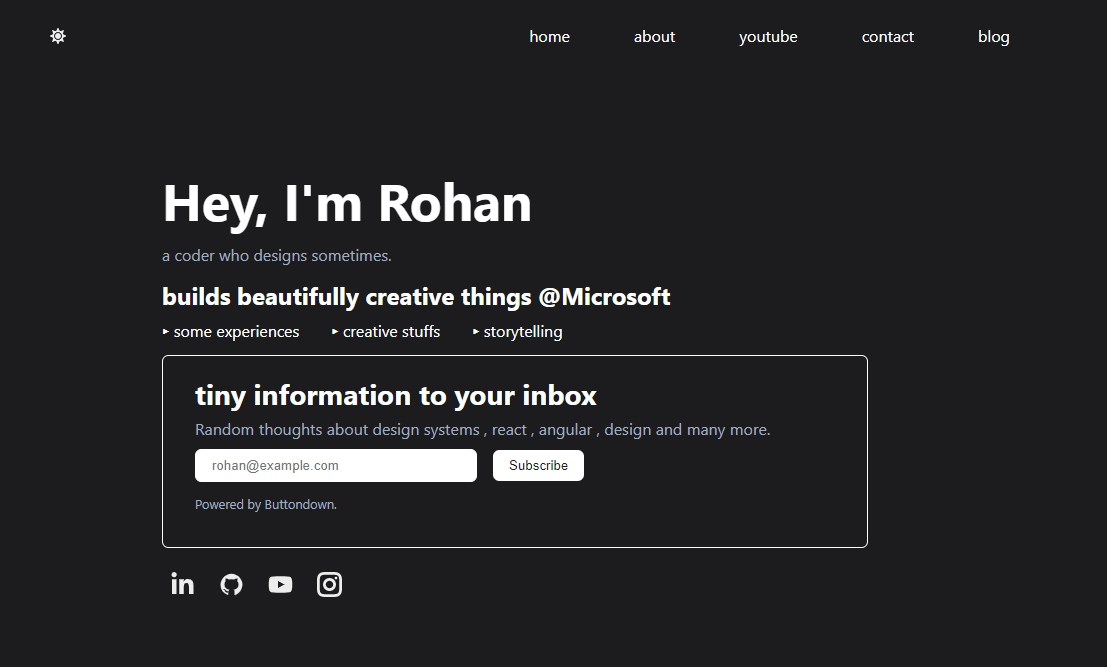 home about youtube contact blog
Hey, I'm Rohan
a coder who designs sometimes.
builds beautifully creative things @Microsoft
‣ some experiences ‣ creative stuffs ‣ storytelling
tiny information to your inbox
Random thoughts about design systems , react , angular , design and many more.
rohan@example.com Subscribe
Powered by Buttondown.
in